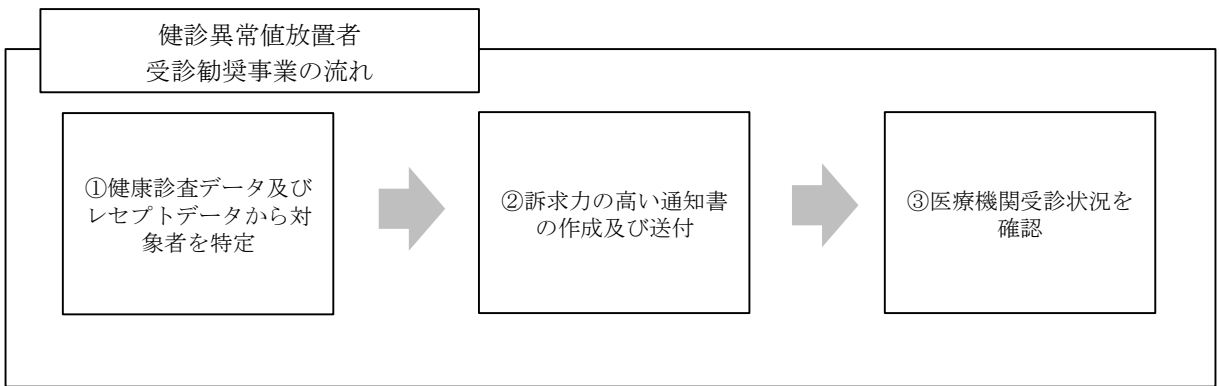 健診異常値放置者
受診勧奨事業の流れ
①健康診査データ及び
レセプトデータから対
象者を特定
②訴求力の高い通知書
の作成及び送付
③医療機関受診状況を
確認